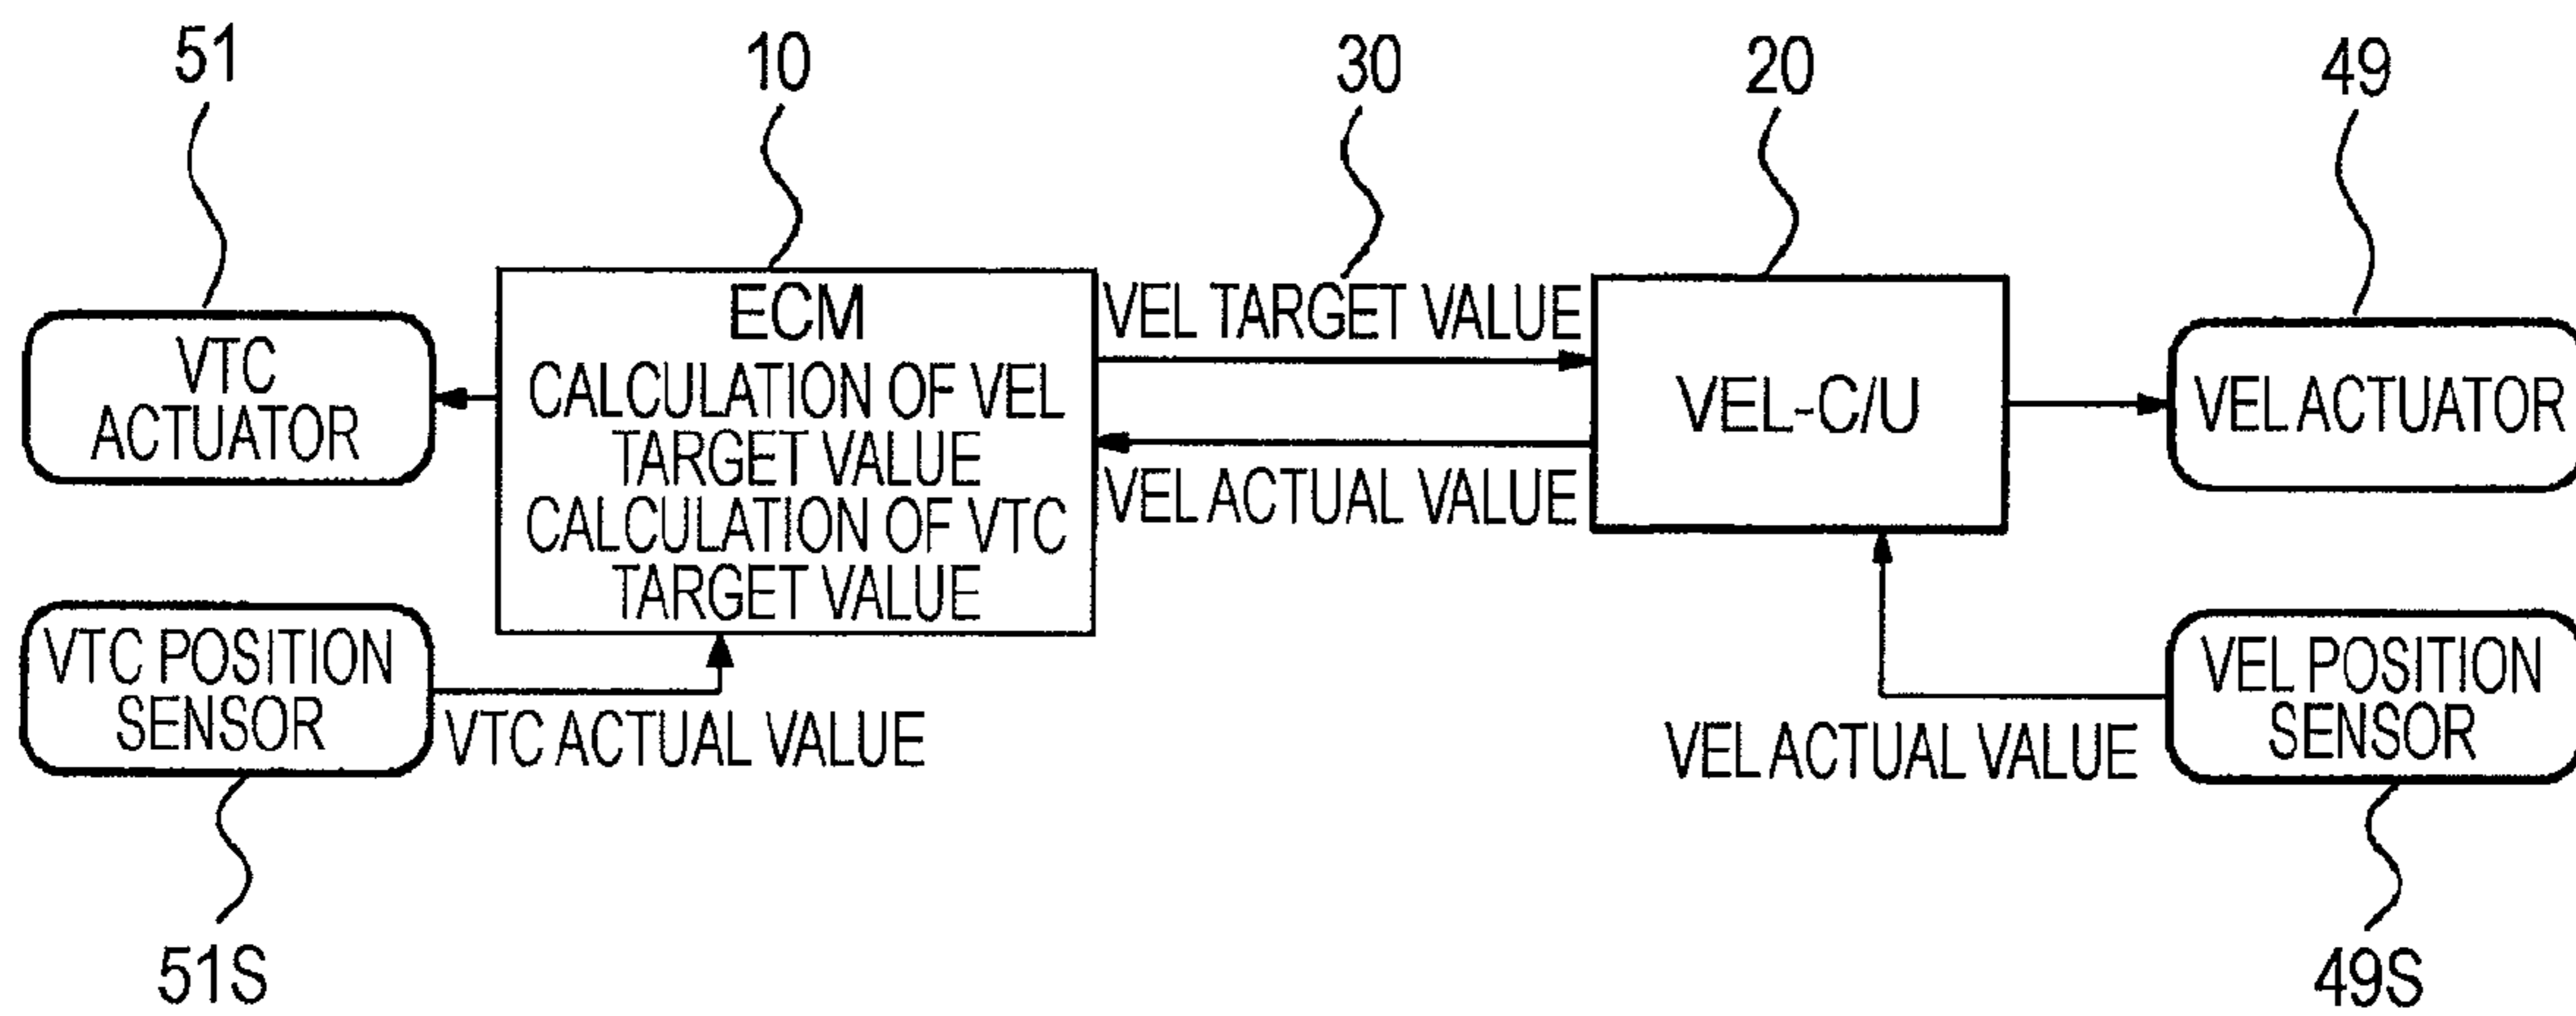 51
10
30
20
49
VTC
ACTUATOR
ECM
CALCULATION OF VEL
TARGET VALUE
CALCULATION OF VTC
TARGET VALUE
VEL TARGET VALUE
VEL ACTUAL VALUE
VEL-C/U
VEL ACTUATOR
VTC POSITION
SENSOR
VTC ACTUAL VALUE
VEL ACTUAL VALUE
VEL POSITION
SENSOR
51S
49S